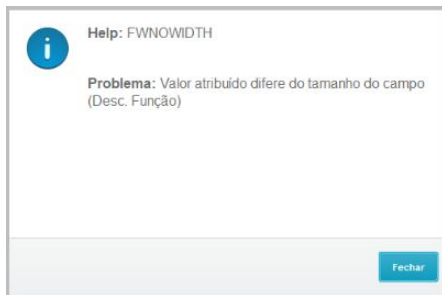 Help: FWNOWIDTH
Problema: Valor atribuído difere do tamanho do campo
(Desc. Função)
Fechar